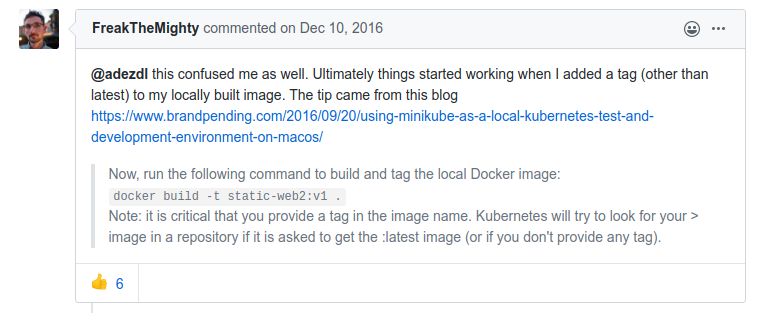 FreakTheMighty commented on Dec 10, 2016
@adezdl this confused me as well. Ultimately things started working when I added a tag (other than
latest) to my locally built image. The tip came from this blog
https://www.brandpending.com/2016/09/20/using-minikube-as-a-local-kubernetes-test-and-
development-environment-on-macos/
Now, run the following command to build and tag the local Docker image:
docker build -t static-web2:v1 .
Note: it is critical that you provide a tag in the image name. Kubernetes will try to look for your >
image in a repository if it is asked to get the :latest image (or if you don't provide any tag).
👍 6